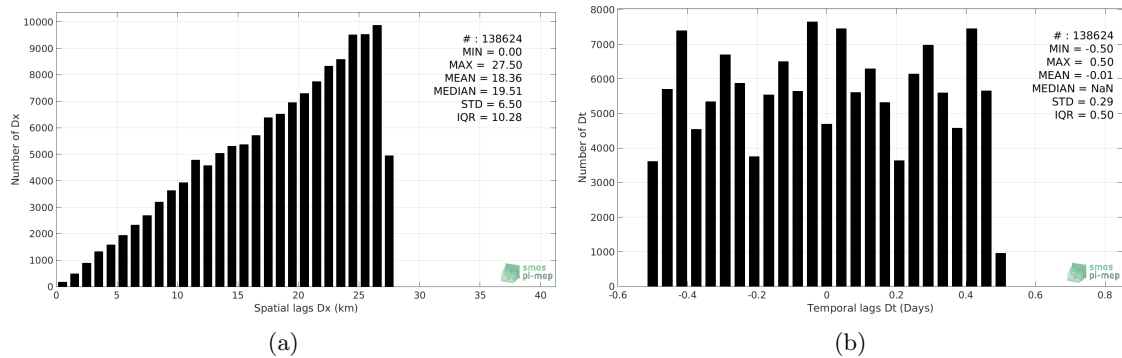 10000
9000
8000
7000
6000
5000
4000
3000
2000
1000
0
Number of Dx
# : 138624
MIN = 0.00
MAX = 27.50
MEAN = 18.36
MEDIAN = 19.51
STD = 6.50
IQR = 10.28
smos
pi-mep
0 5 10 15 20 25 30 35 40
Spatial lags Dx (km)
(a)
8000
7000
6000
5000
4000
3000
2000
1000
0
Number of Dt
# : 138624
MIN = -0.50
MAX = 0.50
MEAN = -0.01
MEDIAN = NaN
STD = 0.29
IQR = 0.50
smos
pi-mep
-0.6 -0.4 -0.2 0 0.2 0.4 0.6 0.8
Temporal lags Dt (Days)
(b)